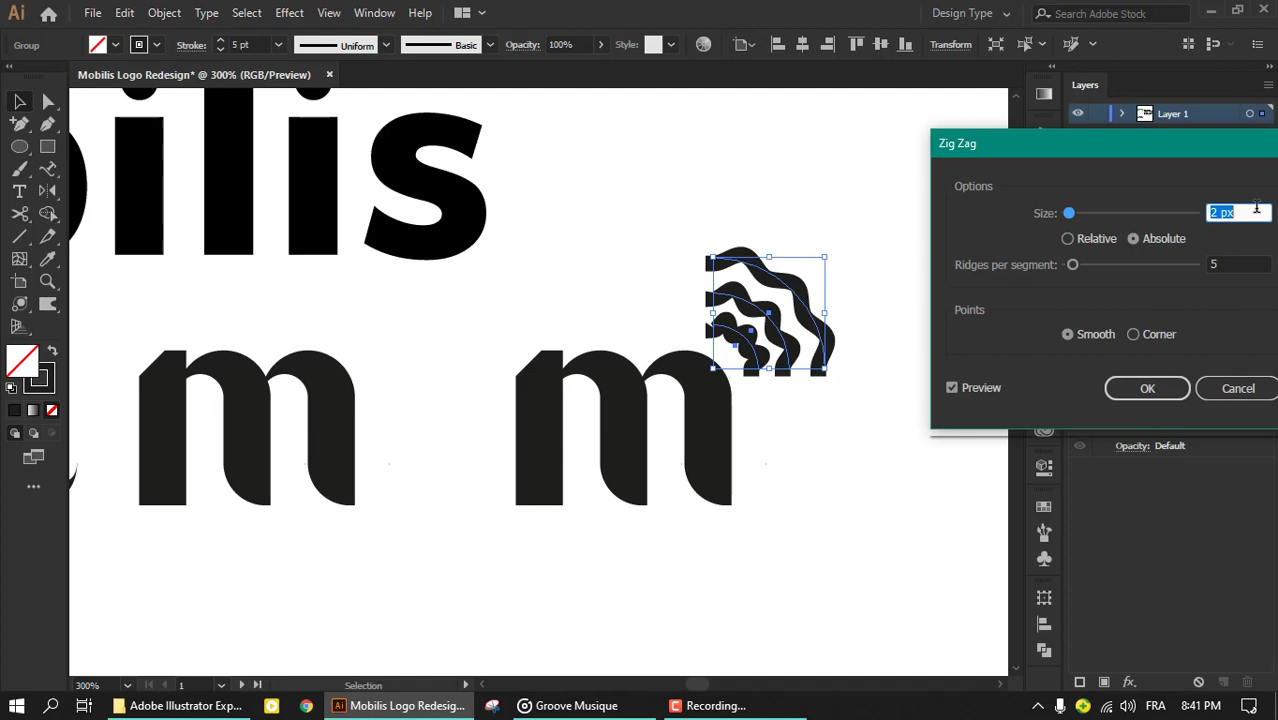 Ai File Edit Object Type Select Effect View Window Help Design Type Search Adobe Stock
Group Stroke: 5 pt Uniform Basic Opacity: 100% Style: Transform
Mobilis Logo Redesign* @ 300% (RGB/Preview) × Layers
Layer 1
ilis
Zig Zag
Options
Size: 2 px
Relative Absolute
Ridges per segment: 5
Points
Smooth Corner
Preview OK Cancel
m m
Opacity: Default
300% 1 Selection
Adobe Illustrator Exp... Mobilis Logo Redesig... Groove Musique Recording... FRA 8:41 PM